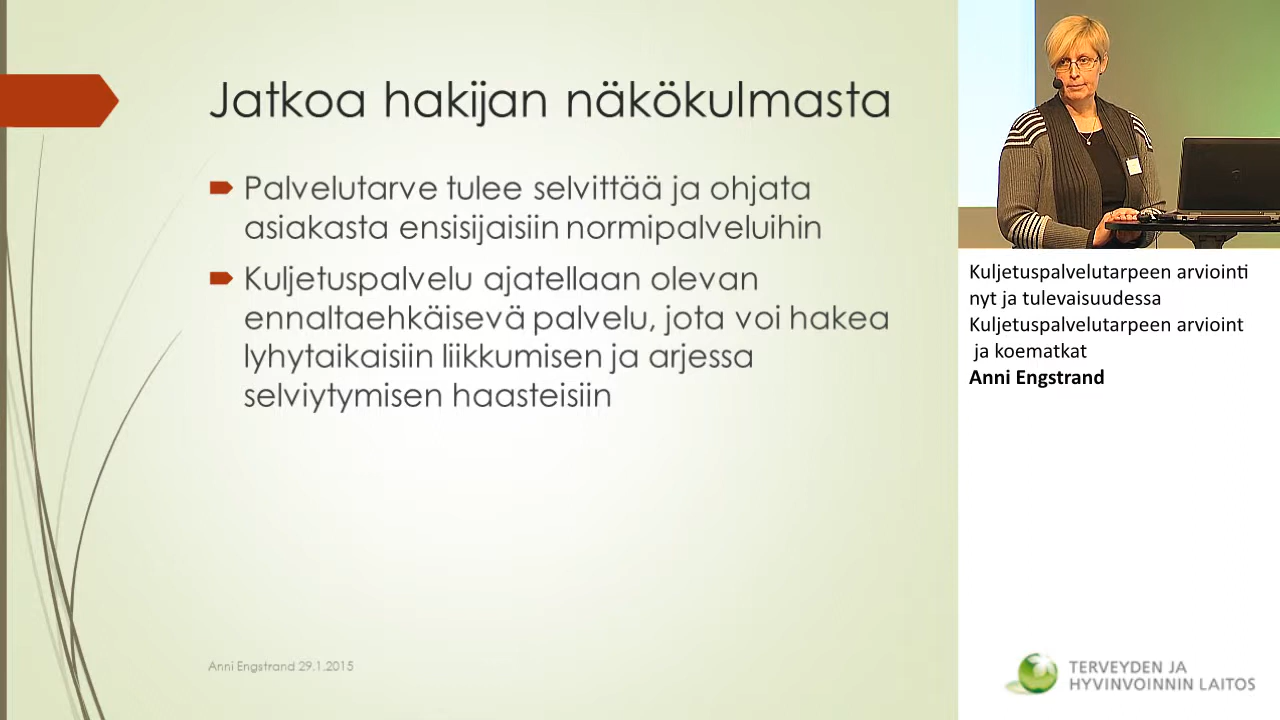 Jatkoa hakijan näkökulmasta
Palvelutarve tulee selvittää ja ohjata
asiakasta ensisijaisiin normipalveluihin
Kuljetuspalvelu ajatellaan olevan
ennaltaehkäisevä palvelu, jota voi hakea
lyhytaikaisiin liikkumisen ja arjessa
selviytymisen haasteisiin
Anni Engstrand 29.1.2015
Kuljetuspalvelutarpeen arviointi
nyt ja tulevaisuudessa
Kuljetuspalvelutarpeen arvioint
ja koematkat
Anni Engstrand
TERVEYDEN JA
HYVINVOINNIN LAITOS